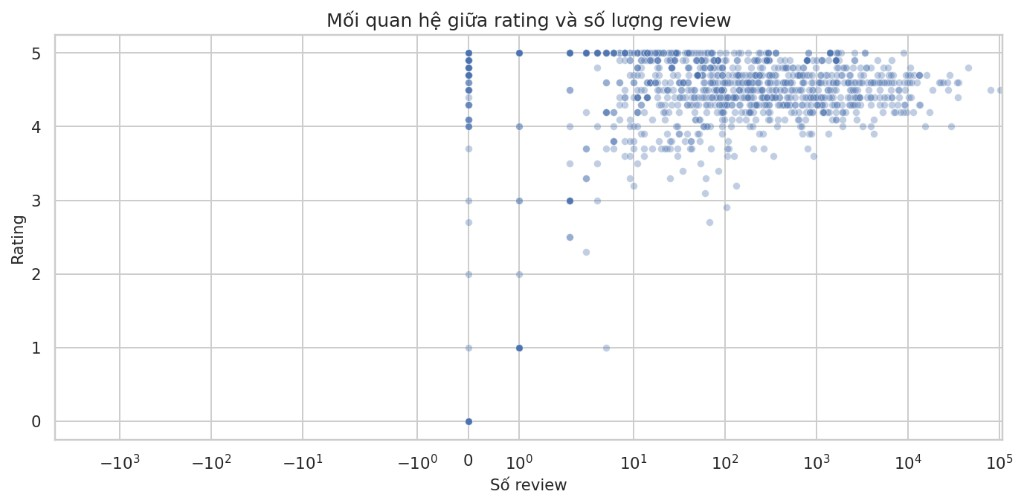 Mối quan hệ giữa rating và số lượng review
Rating
5
4
3
2
1
0
−10³ −10² −10¹ −10⁰ 0 10⁰ 10¹ 10² 10³ 10⁴ 10⁵
Số review